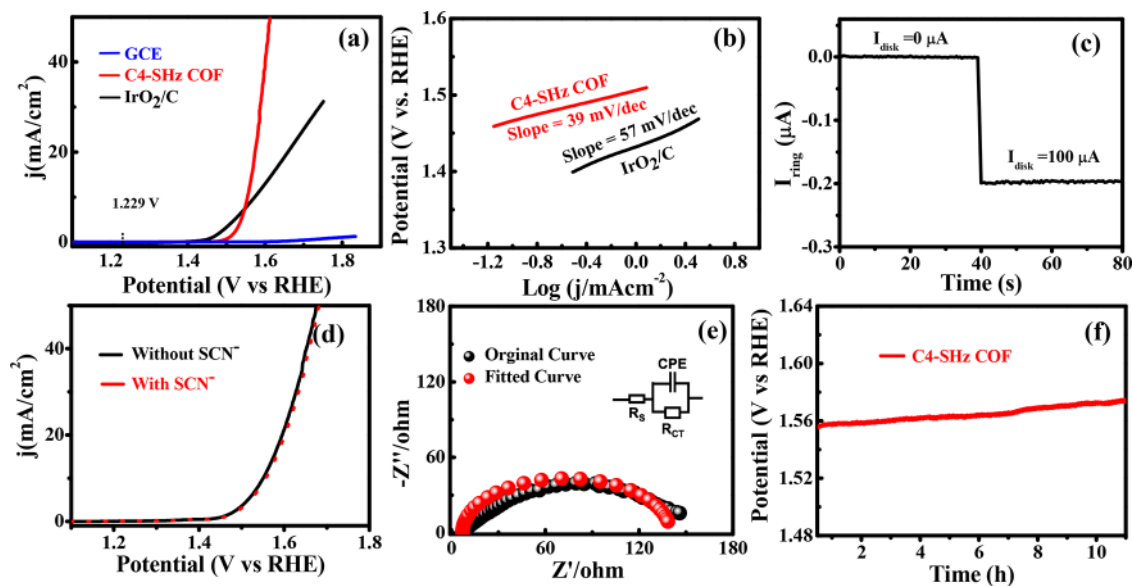 (a)
GCE
C4-SHz COF
IrO₂/C
1.229 V
j(mA/cm²)
40
20
0
1.2 1.4 1.6 1.8
Potential (V vs RHE)
(b)
C4-SHz COF
Slope = 39 mV/dec
Slope = 57 mV/dec
IrO₂/C
Potential (V vs. RHE)
1.6
1.5
1.4
1.3
-1.2 -0.6 0.0 0.6
Log (j/mAcm⁻²)
(c)
I_disk =0 μA
I_disk =100 μA
I_ring (μA)
0.0
-0.1
-0.2
-0.3
0 20 40 60 80
Time (s)
(d)
Without SCN⁻
With SCN⁻
j(mA/cm²)
40
20
0
1.2 1.4 1.6 1.8
Potential (V vs RHE)
(e)
Orginal Curve
Fitted Curve
CPE
R_S
R_CT
-Z''/ohm
180
120
60
0
0 60 120 180
Z'/ohm
(f)
C4-SHz COF
Potential (V vs RHE)
1.64
1.60
1.56
1.52
1.48
2 4 6 8 10
Time (h)